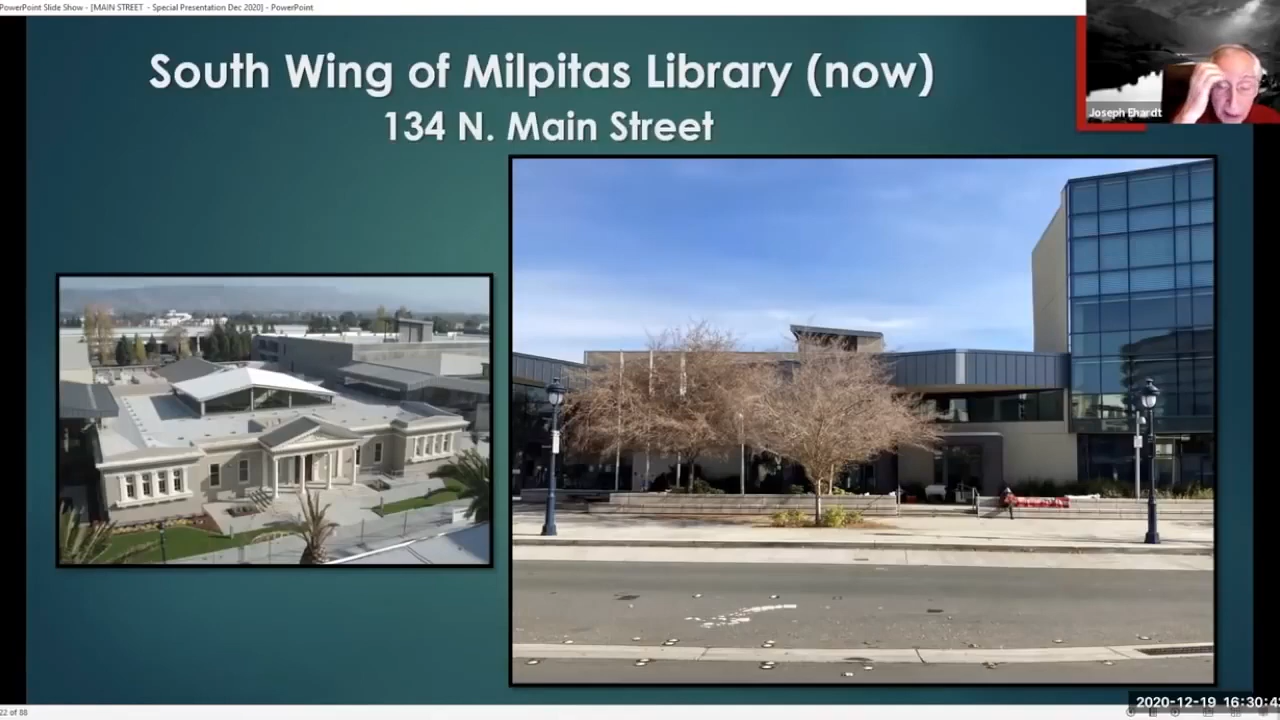 PowerPoint Slide Show - [MAIN STREET - Special Presentation Dec 2020] - PowerPoint
South Wing of Milpitas Library (now)
134 N. Main Street
Joseph Ehardt
2020-12-19 16:30:4
22 of 88